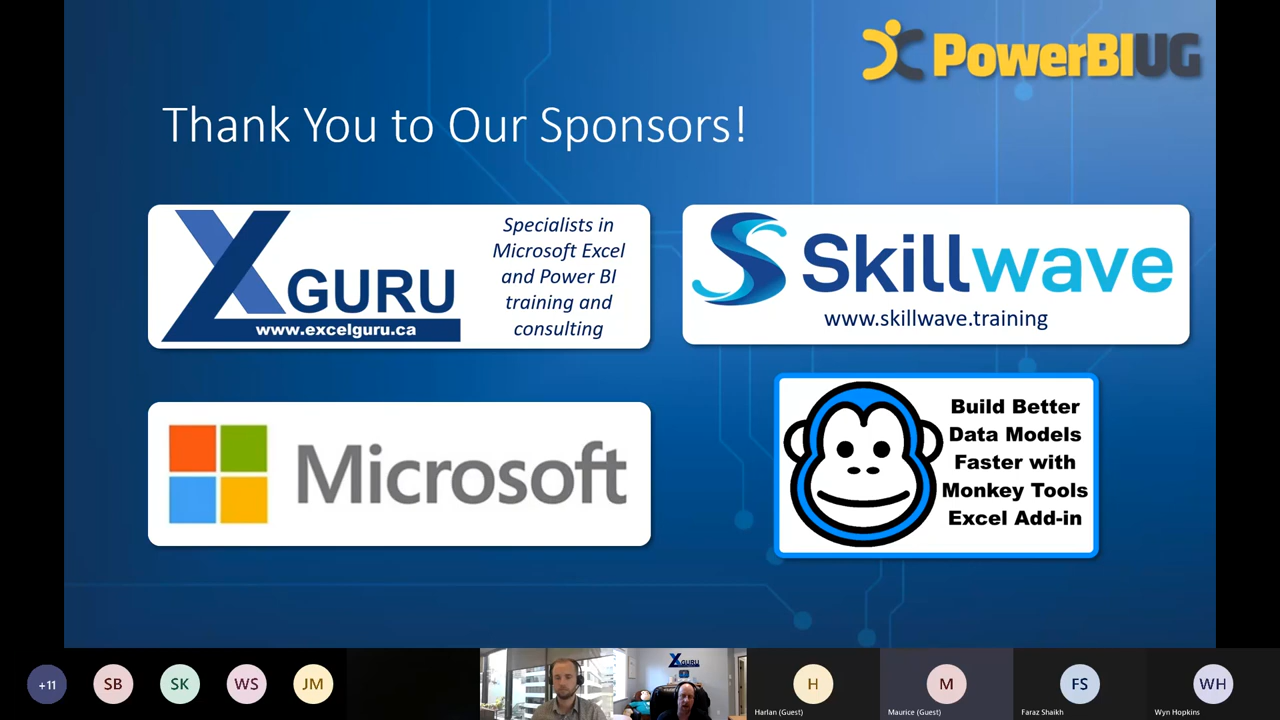 PowerBIUG
Thank You to Our Sponsors!
X GURU
www.excelguru.ca
Specialists in
Microsoft Excel
and Power BI
training and
consulting
Skillwave
www.skillwave.training
Microsoft
Build Better
Data Models
Faster with
Monkey Tools
Excel Add-in
+11
SB
SK
WS
JM
XGURU
H
Harlan (Guest)
M
Maurice (Guest)
FS
Faraz Shaikh
WH
Wyn Hopkins